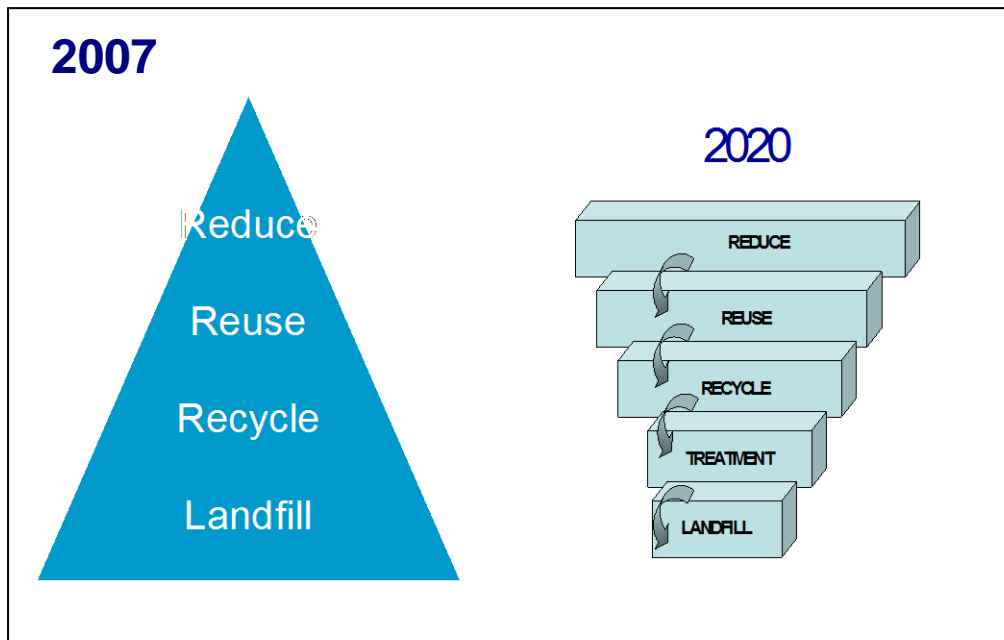 2007
Reduce
Reuse
Recycle
Landfill
2020
REDUCE
REUSE
RECYCLE
TREATMENT
LANDFILL